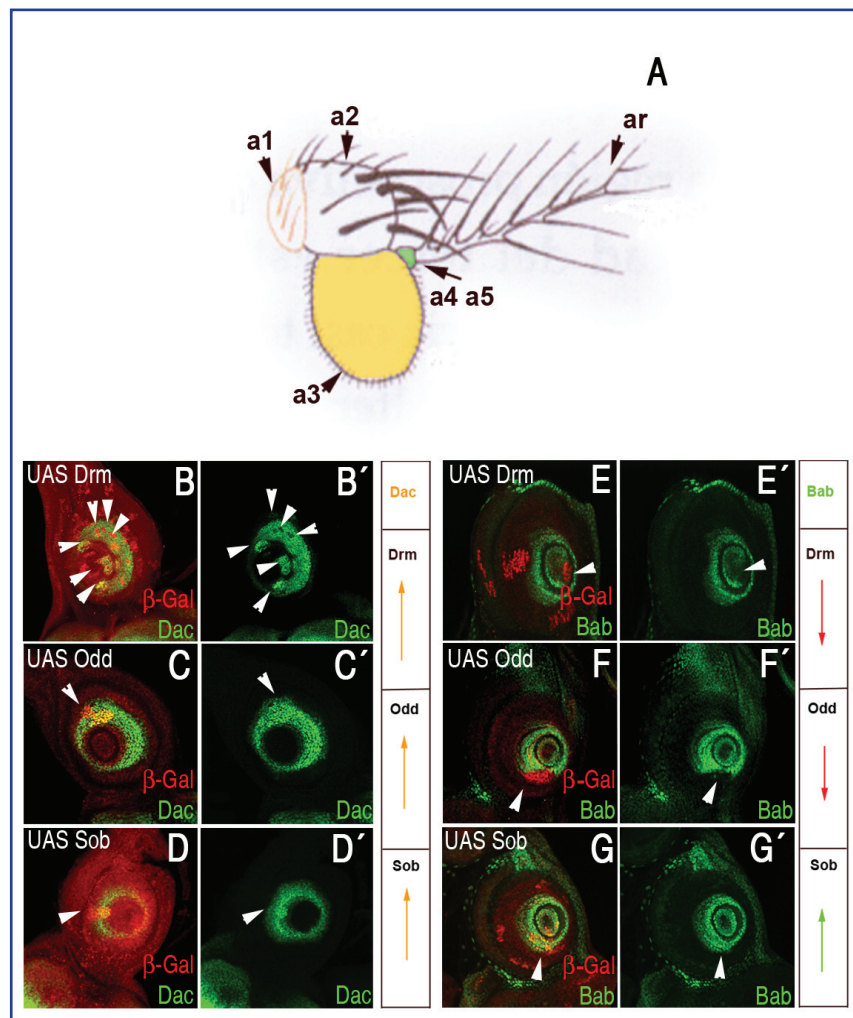 A
a1
a2
ar
a4 a5
a3
UAS Drm
B
β-Gal
Dac
B´
Dac
Dac
Drm
UAS Odd
C
β-Gal
Dac
C´
Dac
Odd
UAS Sob
D
β-Gal
Dac
D´
Dac
Sob
UAS Drm
E
β-Gal
Bab
E´
Bab
Bab
Drm
UAS Odd
F
β-Gal
Bab
F´
Bab
Odd
UAS Sob
G
β-Gal
Bab
G´
Bab
Sob